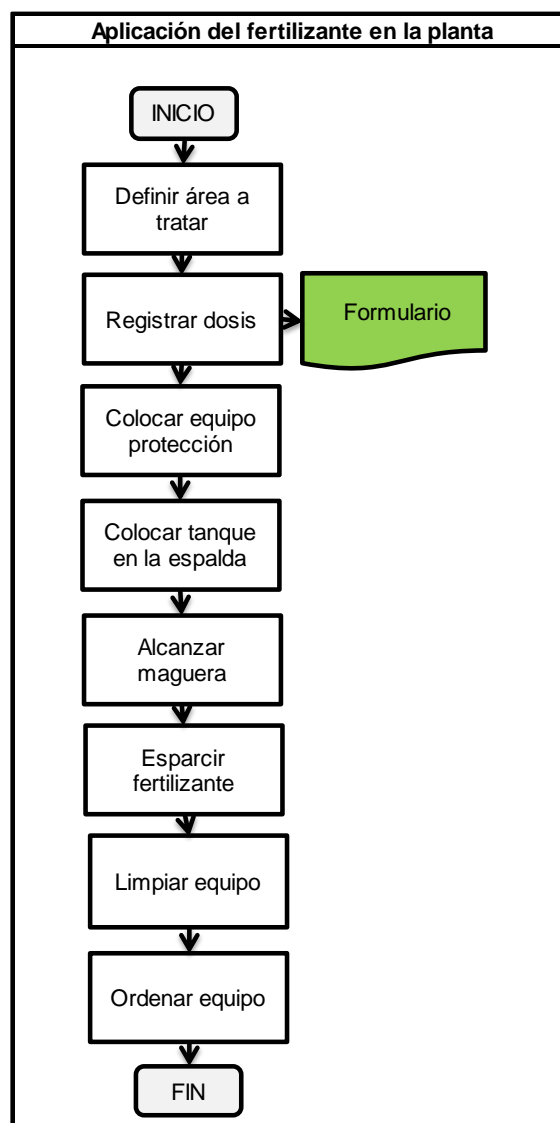 Aplicación del fertilizante en la planta
INICIO
Definir área a
tratar
Registrar dosis
Formulario
Colocar equipo
protección
Colocar tanque
en la espalda
Alcanzar
maguera
Esparcir
fertilizante
Limpiar equipo
Ordenar equipo
FIN